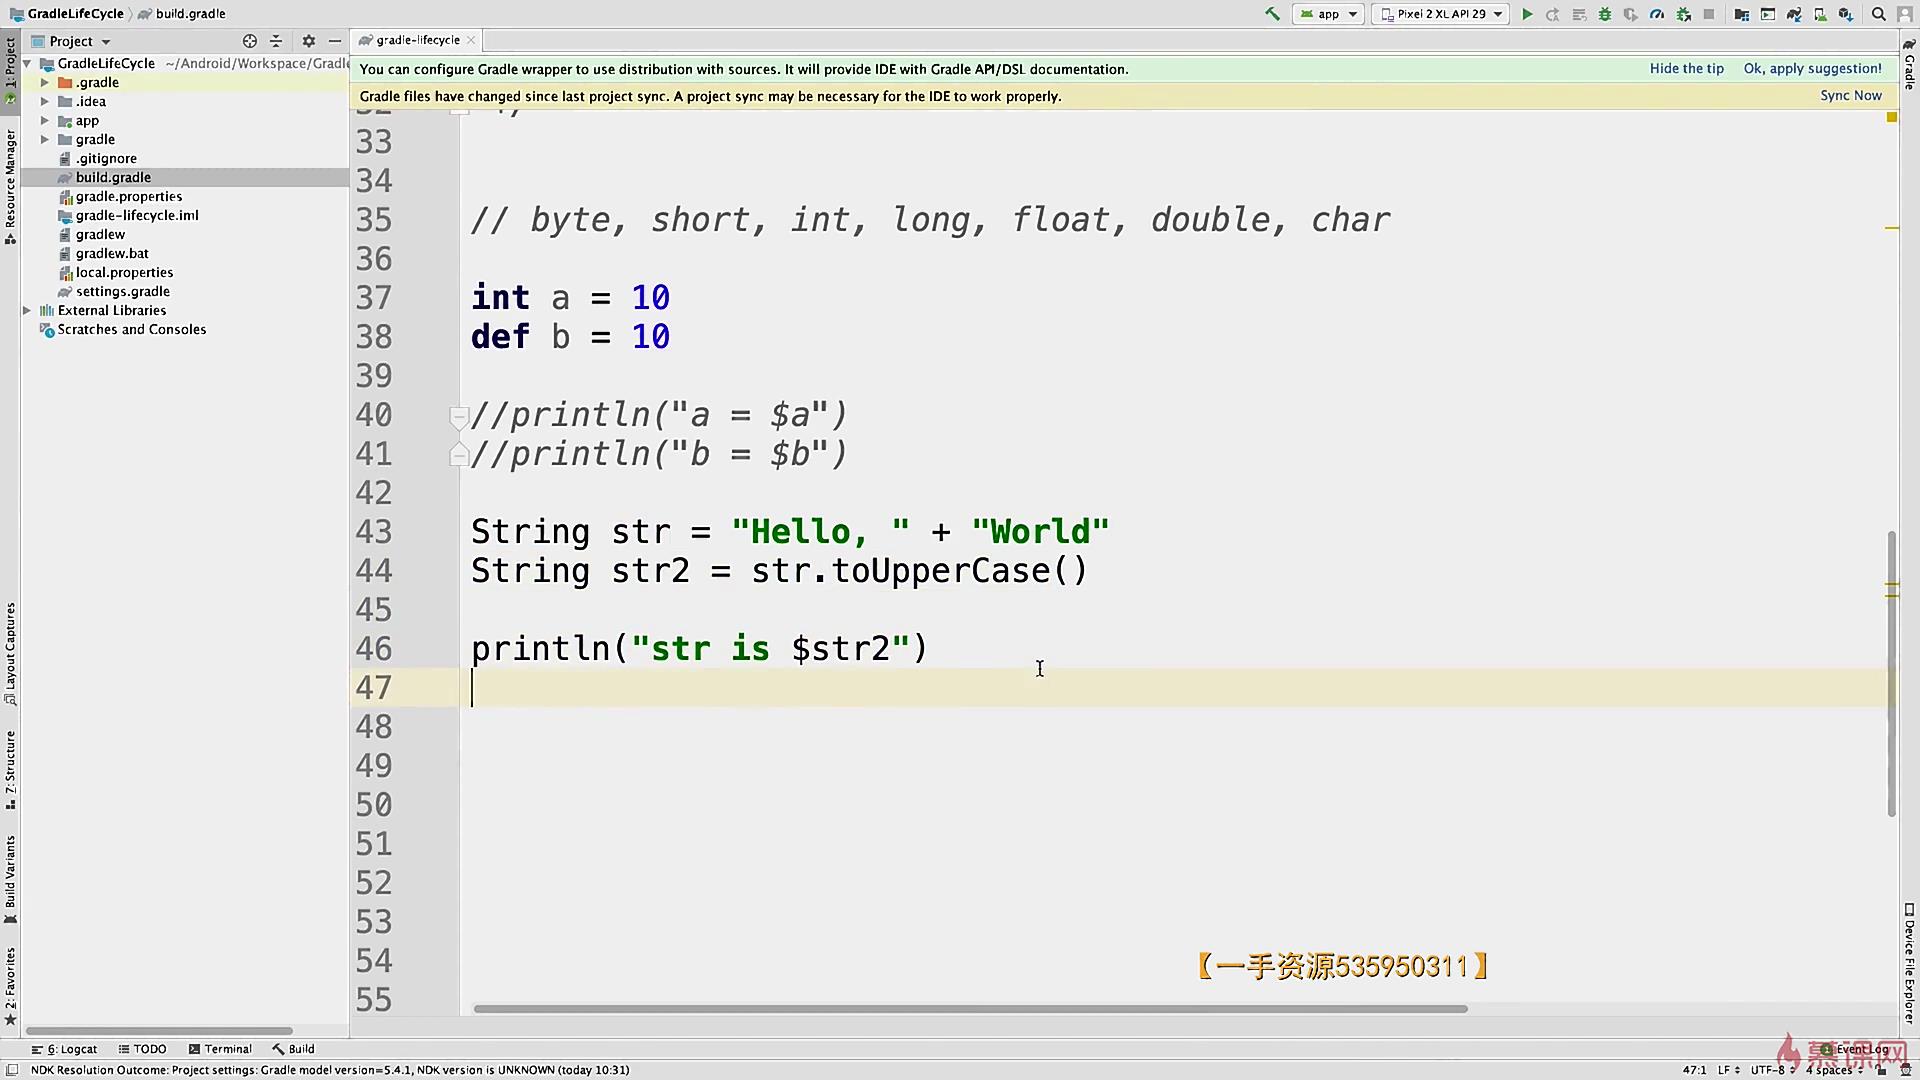 GradleLifeCycle
build.gradle
app
Pixel 2 XL API 29
Project
gradle-lifecycle
1: Project
Resource Manager
Layout Captures
7: Structure
Build Variants
2: Favorites
Gradle
Device File Explorer
GradleLifeCycle ~/Android/Workspace/Gradle
.gradle
.idea
app
gradle
.gitignore
build.gradle
gradle.properties
gradle-lifecycle.iml
gradlew
gradlew.bat
local.properties
settings.gradle
External Libraries
Scratches and Consoles
You can configure Gradle wrapper to use distribution with sources. It will provide IDE with Gradle API/DSL documentation.
Hide the tip
Ok, apply suggestion!
Gradle files have changed since last project sync. A project sync may be necessary for the IDE to work properly.
Sync Now
32 */
33
34
35 // byte, short, int, long, float, double, char
36
37 int a = 10
38 def b = 10
39
40 //println("a = $a")
41 //println("b = $b")
42
43 String str = "Hello, " + "World"
44 String str2 = str.toUpperCase()
45
46 println("str is $str2")
47
48
49
50
51
52
53
54
55
【一手资源535950311】
6: Logcat
TODO
Terminal
Build
Event Log
慕课网
NDK Resolution Outcome: Project settings: Gradle model version=5.4.1, NDK version is UNKNOWN (today 10:31)
47:1 LF UTF-8 4 spaces